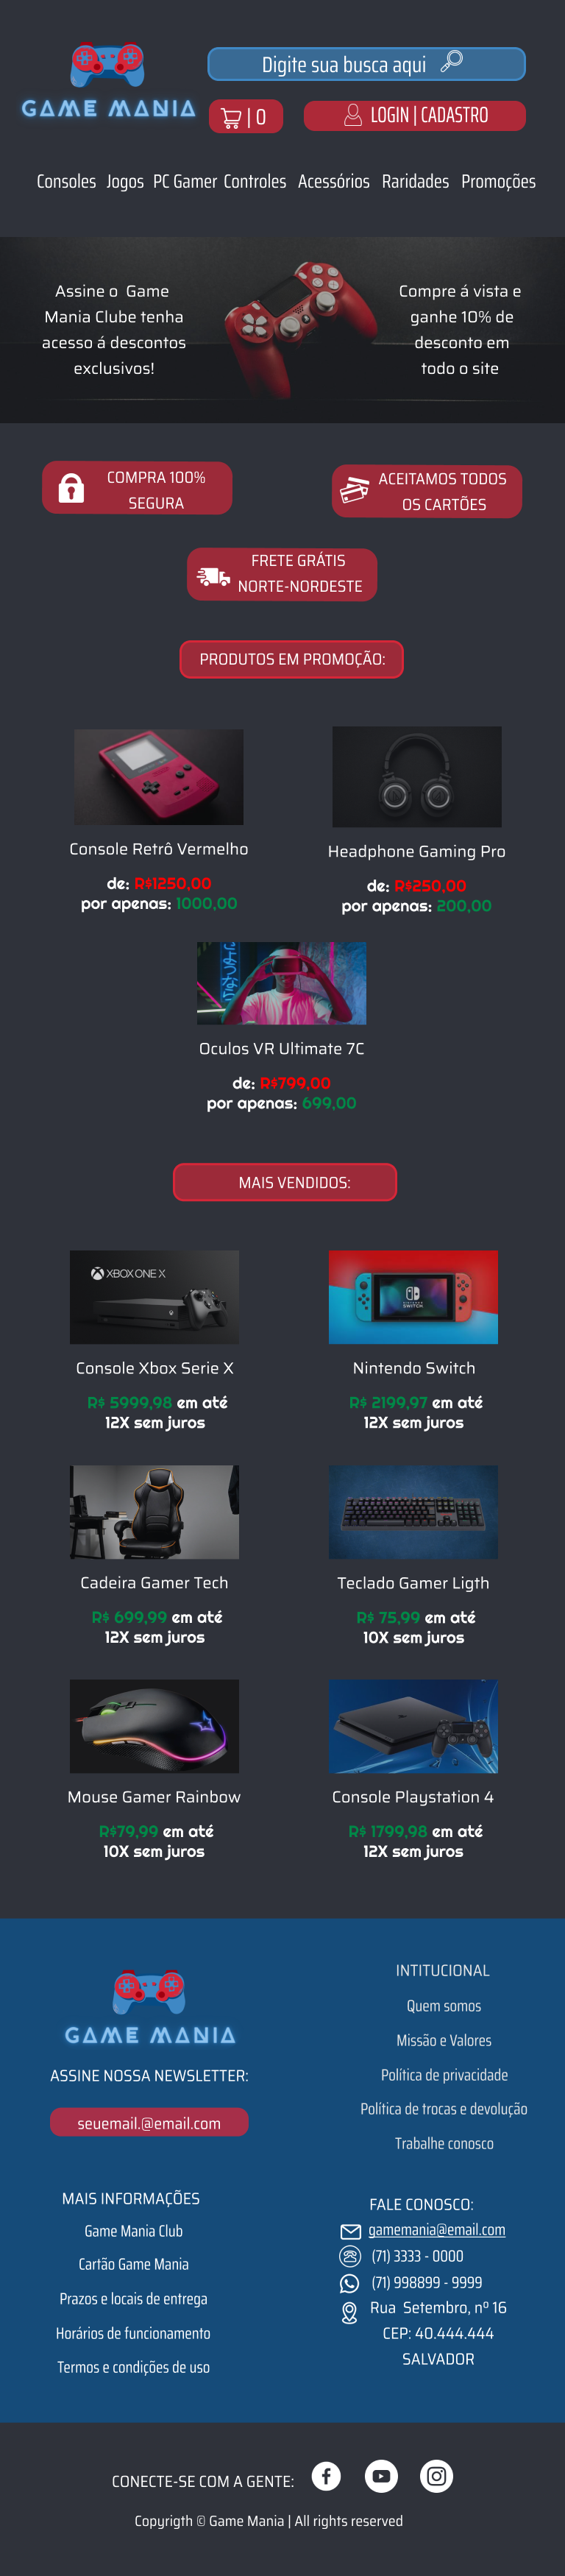 GAME MANIA
Digite sua busca aqui
| 0
LOGIN | CADASTRO
Consoles Jogos PC Gamer Controles Acessórios Raridades Promoções
Assine o Game
Mania Clube tenha
acesso á descontos
exclusivos!
Compre á vista e
ganhe 10% de
desconto em
todo o site
COMPRA 100%
SEGURA
ACEITAMOS TODOS
OS CARTÕES
FRETE GRÁTIS
NORTE-NORDESTE
PRODUTOS EM PROMOÇÃO:
Console Retrô Vermelho
de: R$1250,00
por apenas: 1000,00
Headphone Gaming Pro
de: R$250,00
por apenas: 200,00
Oculos VR Ultimate 7C
de: R$799,00
por apenas: 699,00
MAIS VENDIDOS:
XBOX ONE X
Console Xbox Serie X
R$ 5999,98 em até
12X sem juros
SWITCH
Nintendo Switch
R$ 2199,97 em até
12X sem juros
Cadeira Gamer Tech
R$ 699,99 em até
12X sem juros
Teclado Gamer Ligth
R$ 75,99 em até
10X sem juros
Mouse Gamer Rainbow
R$79,99 em até
10X sem juros
Console Playstation 4
R$ 1799,98 em até
12X sem juros
GAME MANIA
ASSINE NOSSA NEWSLETTER:
seuemail.@email.com
INTITUCIONAL
Quem somos
Missão e Valores
Política de privacidade
Política de trocas e devolução
Trabalhe conosco
MAIS INFORMAÇÕES
Game Mania Club
Cartão Game Mania
Prazos e locais de entrega
Horários de funcionamento
Termos e condições de uso
FALE CONOSCO:
gamemania@email.com
(71) 3333 - 0000
(71) 998899 - 9999
Rua Setembro, nº 16
CEP: 40.444.444
SALVADOR
CONECTE-SE COM A GENTE:
Copyrigth © Game Mania | All rights reserved